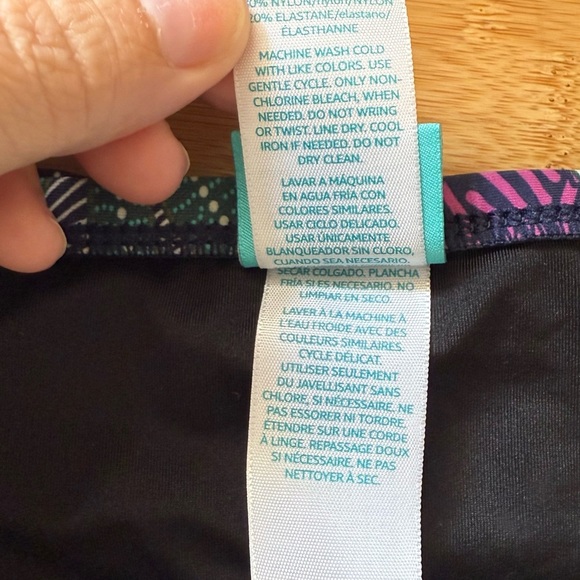 NYLON/nylon/NYLON
20% ELASTANE/elastano/
ÉLASTHANNE
MACHINE WASH COLD
WITH LIKE COLORS. USE
GENTLE CYCLE. ONLY NON-
CHLORINE BLEACH, WHEN
NEEDED. DO NOT WRING
OR TWIST. LINE DRY. COOL
IRON IF NEEDED. DO NOT
DRY CLEAN.
LAVAR A MÁQUINA
EN AGUA FRÍA CON
COLORES SIMILARES.
USAR CICLO DELICADO.
USAR ÚNICAMENTE
BLANQUEADOR SIN CLORO,
CUANDO SEA NECESARIO.
SECAR COLGADO. PLANCHA
FRÍA SI ES NECESARIO. NO
LIMPIAR EN SECO.
LAVER À LA MACHINE À
L'EAU FROIDE AVEC DES
COULEURS SIMILAIRES.
CYCLE DÉLICAT.
UTILISER SEULEMENT
DU JAVELLISANT SANS
CHLORE, SI NÉCESSAIRE. NE
PAS ESSORER NI TORDRE.
ÉTENDRE SUR UNE CORDE
À LINGE. REPASSAGE DOUX
SI NÉCESSAIRE. NE PAS
NETTOYER À SEC.